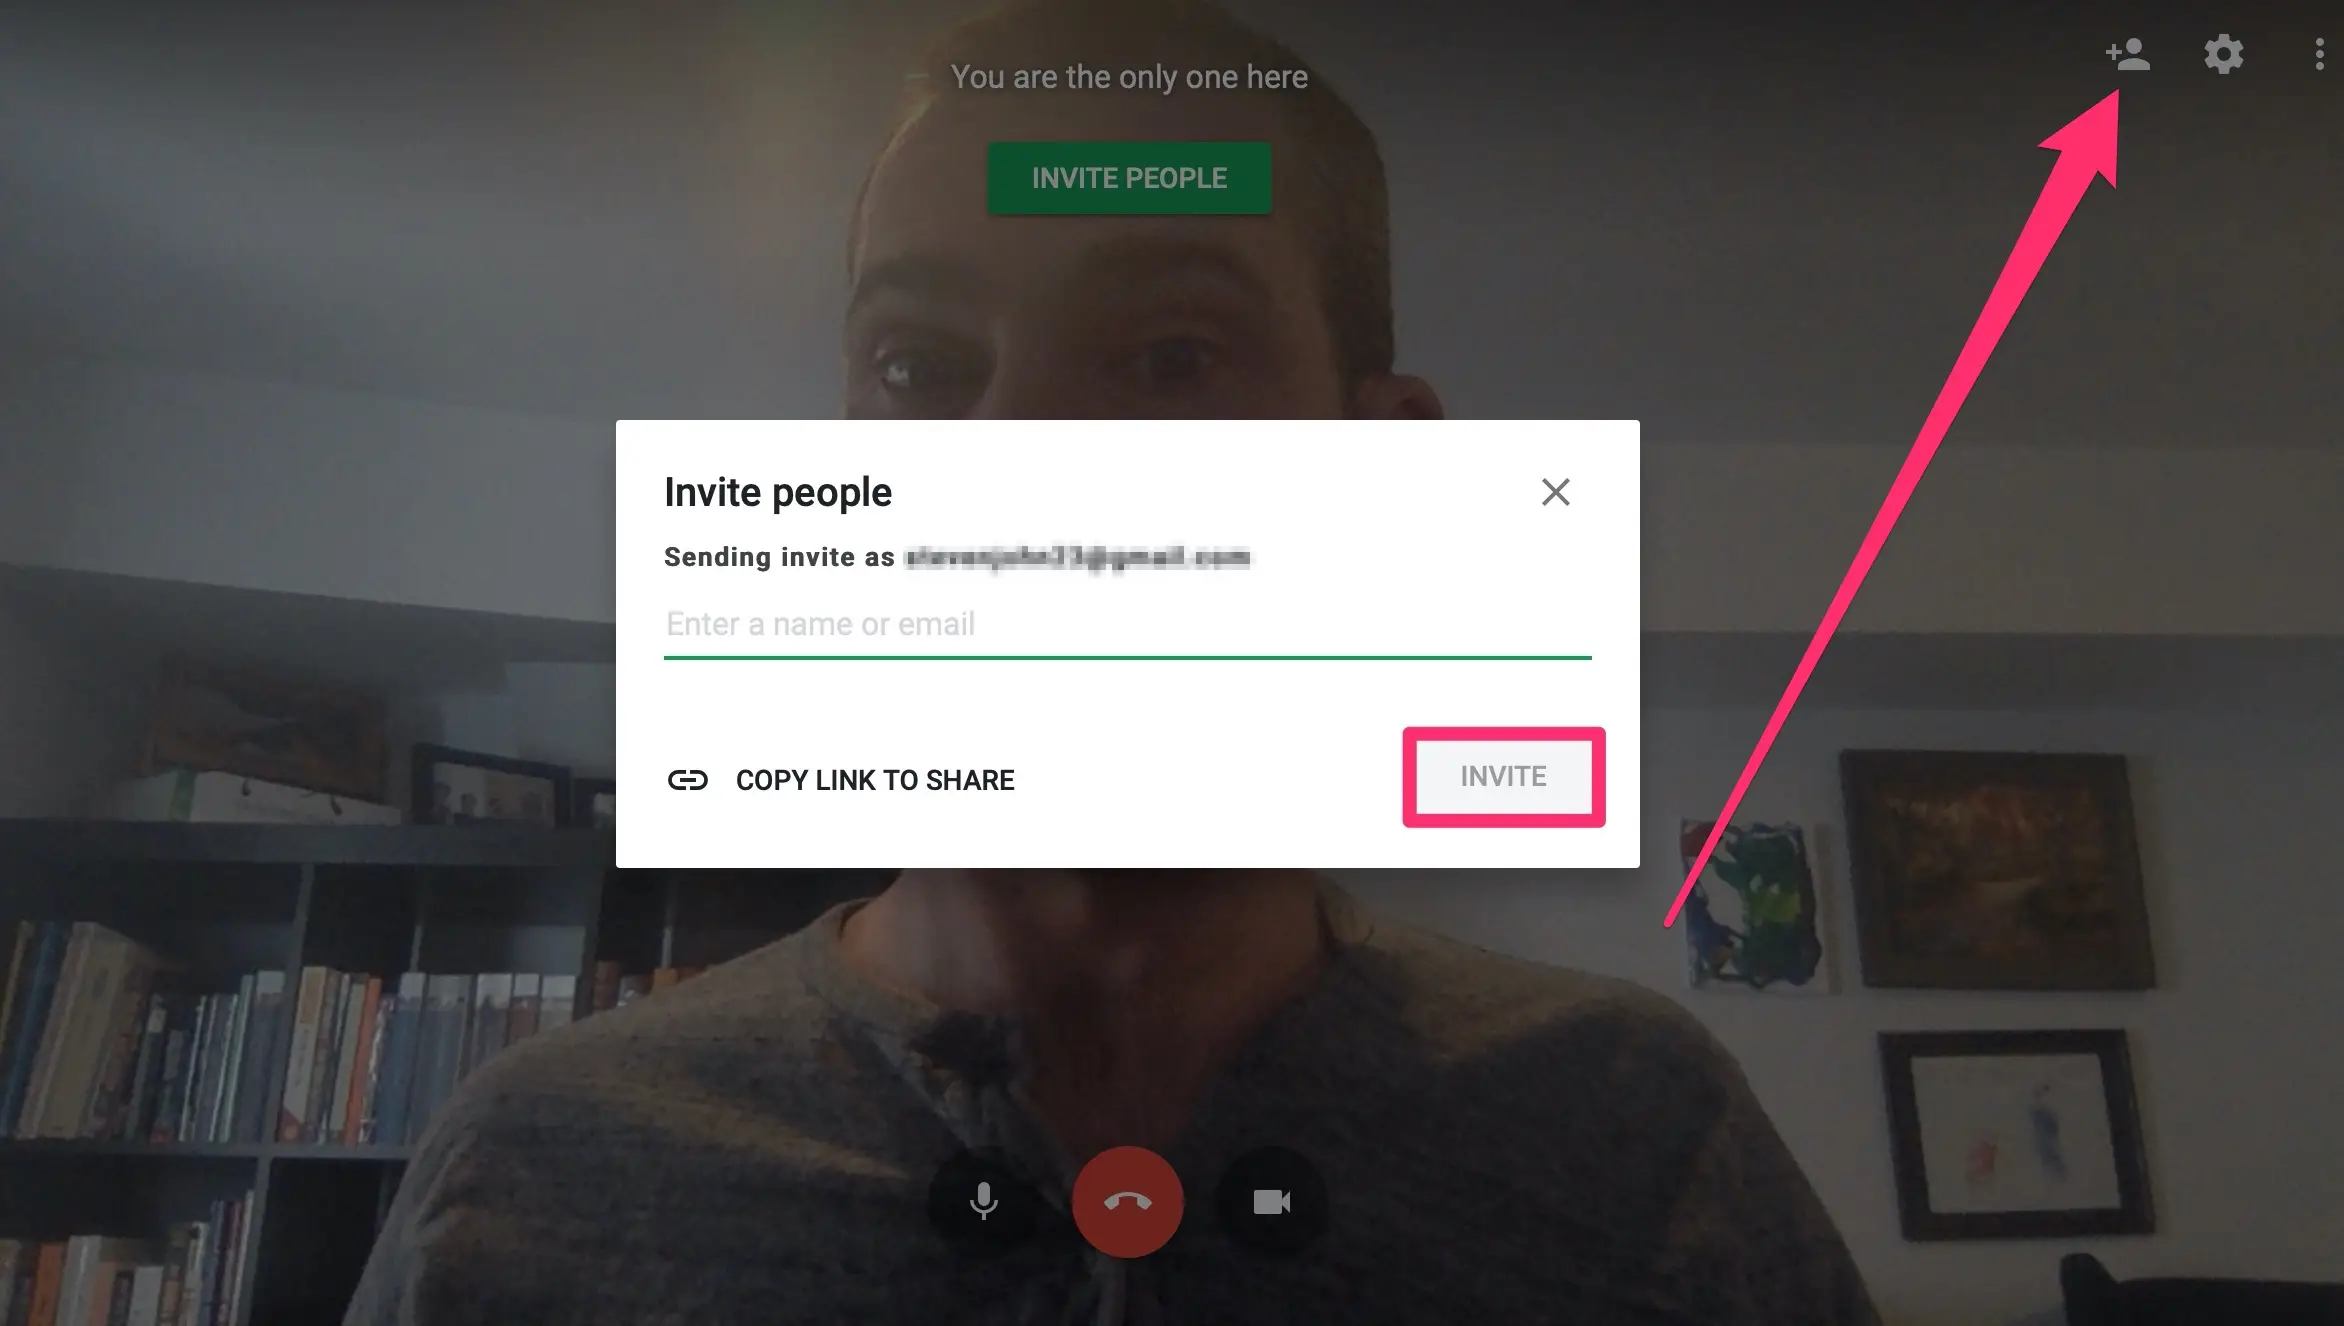 You are the only one here
INVITE PEOPLE
Invite people
Sending invite as
Enter a name or email
COPY LINK TO SHARE
INVITE